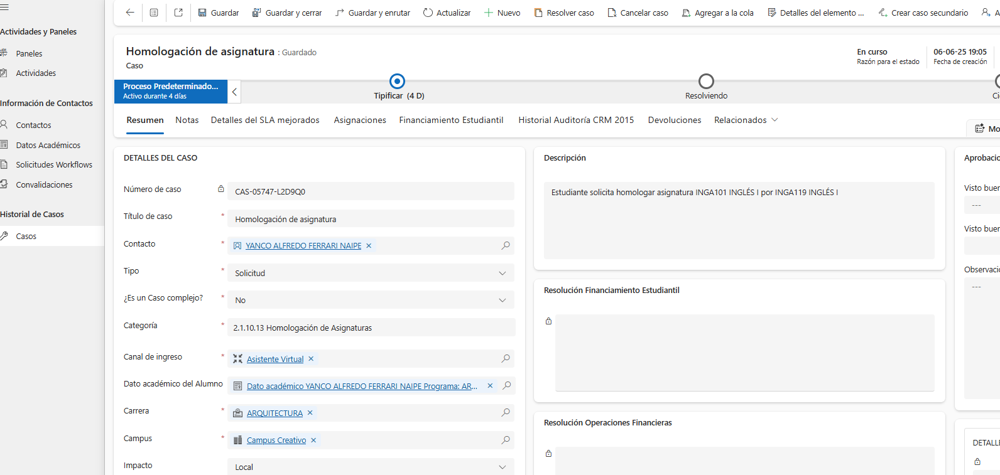 Guardar
Guardar y cerrar
Guardar y enrutar
Actualizar
Nuevo
Resolver caso
Cancelar caso
Agregar a la cola
Detalles del elemento ...
Crear caso secundario
A
Actividades y Paneles
Paneles
Actividades
Información de Contactos
Contactos
Datos Académicos
Solicitudes Workflows
Convalidaciones
Historial de Casos
Casos
Homologación de asignatura : Guardado
Caso
En curso
Razón para el estado
06-06-25 19:05
Fecha de creación
Proceso Predeterminado...
Activo durante 4 días
Tipificar (4 D)
Resolviendo
Ci
Resumen
Notas
Detalles del SLA mejorados
Asignaciones
Financiamiento Estudiantil
Historial Auditoría CRM 2015
Devoluciones
Relacionados
Mo
DETALLES DEL CASO
Número de caso
CAS-05747-L2D9Q0
Título de caso *
Homologación de asignatura
Contacto *
YANCO ALFREDO FERRARI NAIPE
Tipo *
Solicitud
¿Es un Caso complejo? *
No
Categoría *
2.1.10.13 Homologación de Asignaturas
Canal de ingreso *
Asistente Virtual
Dato académico del Alumno
Dato académico YANCO ALFREDO FERRARI NAIPE Programa: AR...
Carrera *
ARQUITECTURA
Campus *
Campus Creativo
Impacto
Local
Descripción
Estudiante solicita homologar asignatura INGA101 INGLÉS I por INGA119 INGLÉS I
Resolución Financiamiento Estudiantil
Resolución Operaciones Financieras
Aprobacio
Visto buer
---
Visto buer
Observació
---
DETALLE